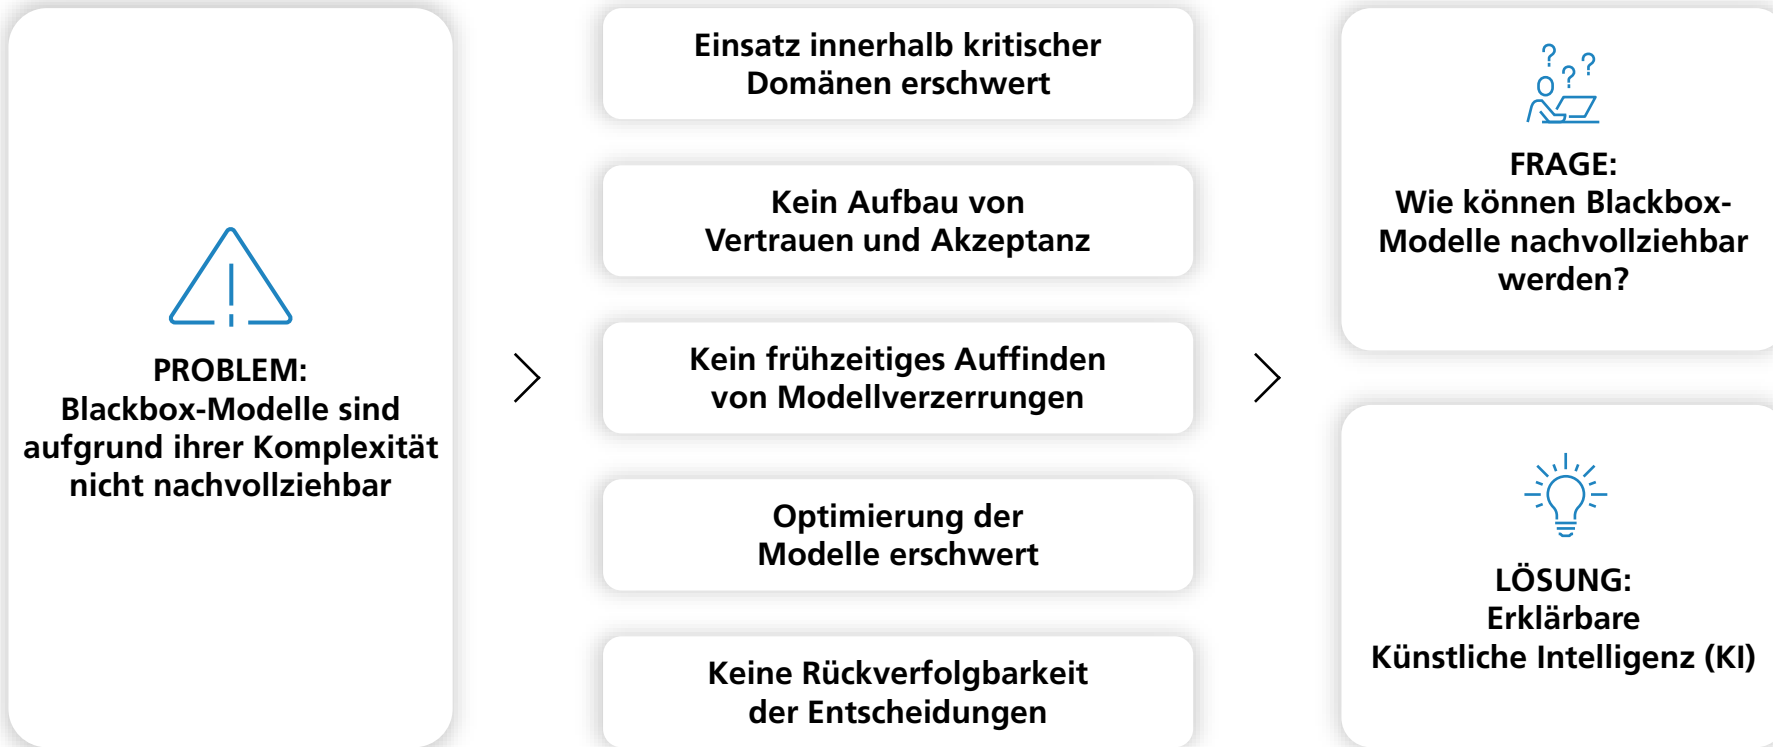 PROBLEM:
Blackbox-Modelle sind
aufgrund ihrer Komplexität
nicht nachvollziehbar
Einsatz innerhalb kritischer
Domänen erschwert
Kein Aufbau von
Vertrauen und Akzeptanz
Kein frühzeitiges Auffinden
von Modellverzerrungen
Optimierung der
Modelle erschwert
Keine Rückverfolgbarkeit
der Entscheidungen
? ? ?
FRAGE:
Wie können Blackbox-
Modelle nachvollziehbar
werden?
LÖSUNG:
Erklärbare
Künstliche Intelligenz (KI)